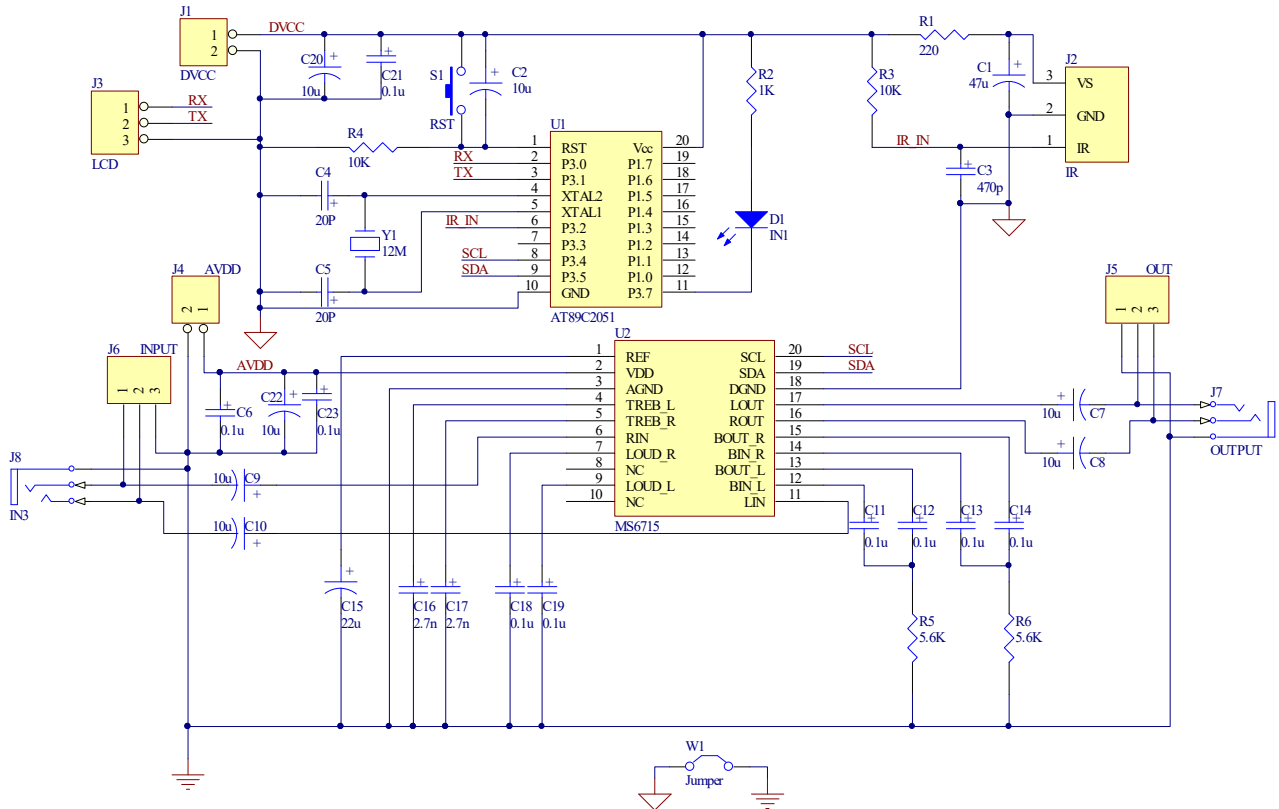 J1
1
2
DVCC
DVCC
J3
1
2
3
RX
TX
LCD
C20
10u
+
C21
0.1u
+
S1
RST
C2
10u
+
R4
10K
C4
20P
+
Y1
12M
C5
20P
+
RX
TX
IR_IN
SCL
SDA
U1
1 RST Vcc 20
2 P3.0 P1.7 19
3 P3.1 P1.6 18
4 XTAL2 P1.5 17
5 XTAL1 P1.4 16
6 P3.2 P1.3 15
7 P3.3 P1.2 14
8 P3.4 P1.1 13
9 P3.5 P1.0 12
10 GND P3.7 11
AT89C2051
R2
1K
D1
IN1
R3
10K
R1
220
C1
47u
+
IR_IN
C3
470p
+
J2
3 VS
2 GND
1 IR
IR
J4
AVDD
2
1
AVDD
J6
INPUT
1
2
3
C6
0.1u
+
C22
10u
+
C23
0.1u
+
J8
IN3
10u
C9
+
10u
C10
+
U2
1 REF SCL 20 SCL
2 VDD SDA 19 SDA
3 AGND DGND 18
4 TREB_L LOUT 17
5 TREB_R ROUT 16
6 RIN BOUT_R 15
7 LOUD_R BIN_R 14
8 NC BOUT_L 13
9 LOUD_L BIN_L 12
10 NC LIN 11
MS6715
J5
OUT
1
2
3
+
10u
C7
+
10u
C8
J7
OUTPUT
C11
0.1u
+
C12
0.1u
+
C13
0.1u
+
C14
0.1u
+
C15
22u
+
C16
2.7n
+
C17
2.7n
+
C18
0.1u
+
C19
0.1u
+
R5
5.6K
R6
5.6K
W1
Jumper